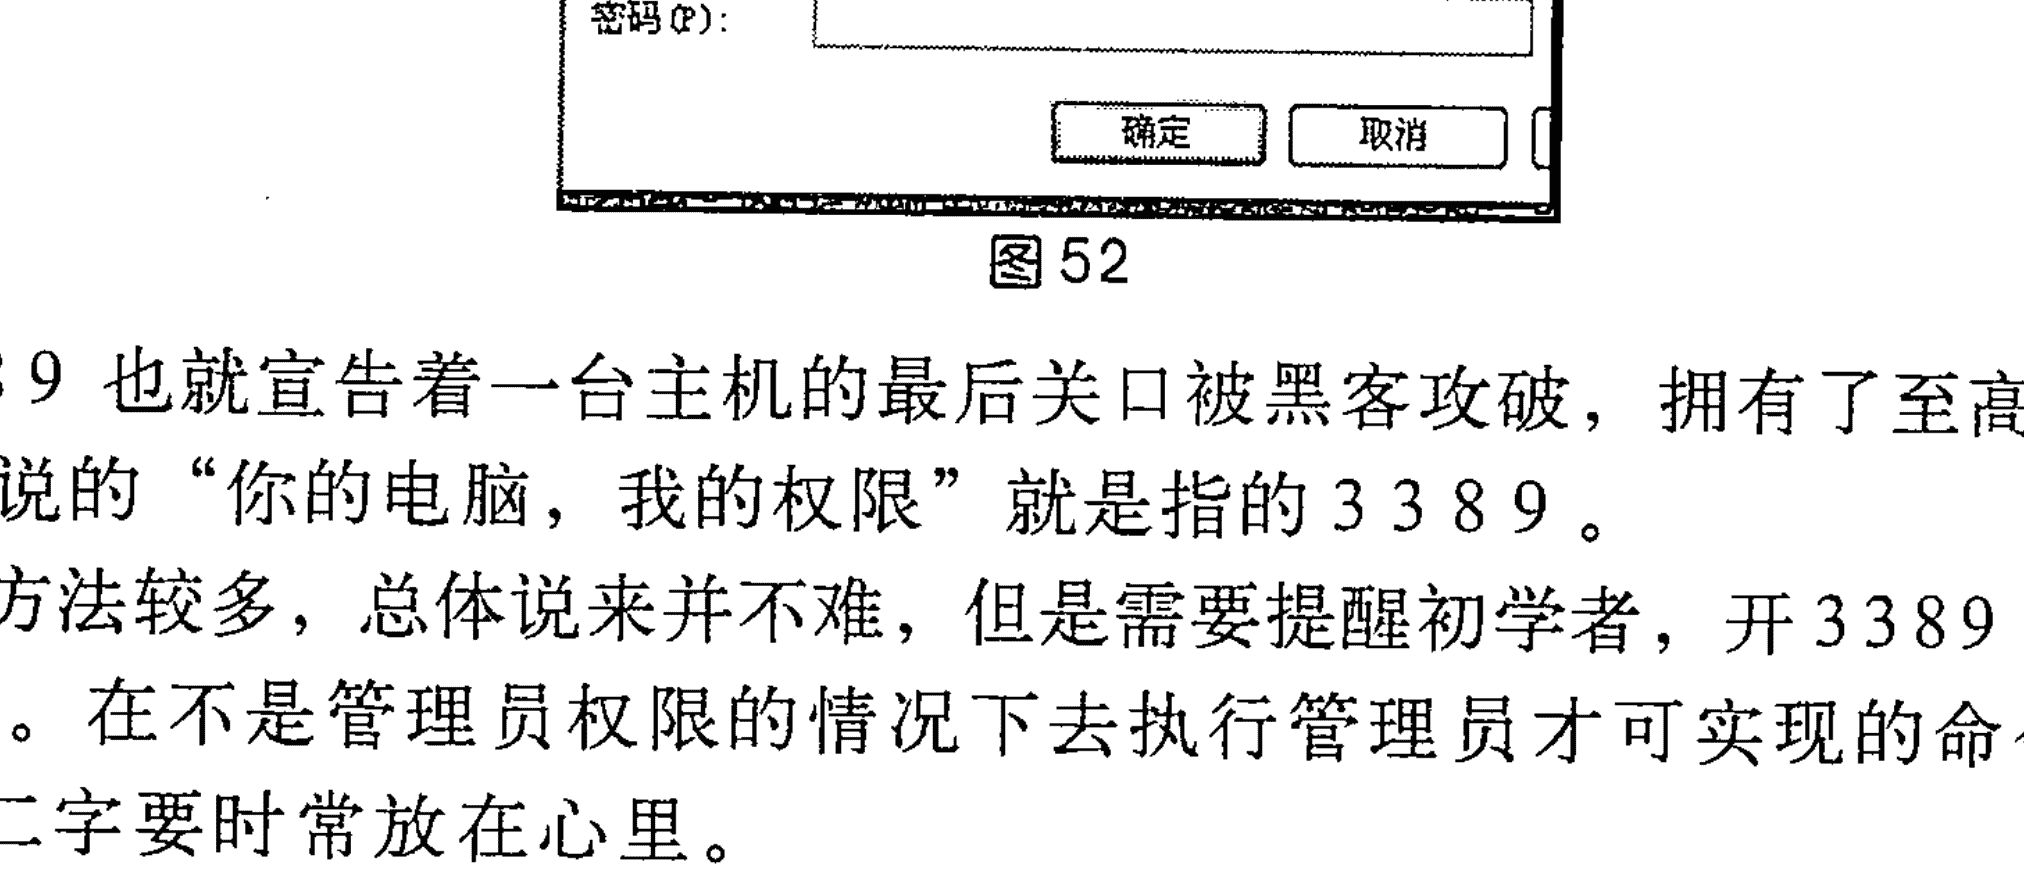 密码(P):
确定 取消
图52
89 也就宣告着一台主机的最后关口被黑客攻破，拥有了至高
说的“你的电脑，我的权限”就是指的3389。
方法较多，总体说来并不难，但是需要提醒初学者，开3389
。在不是管理员权限的情况下去执行管理员才可实现的命
二字要时常放在心里。